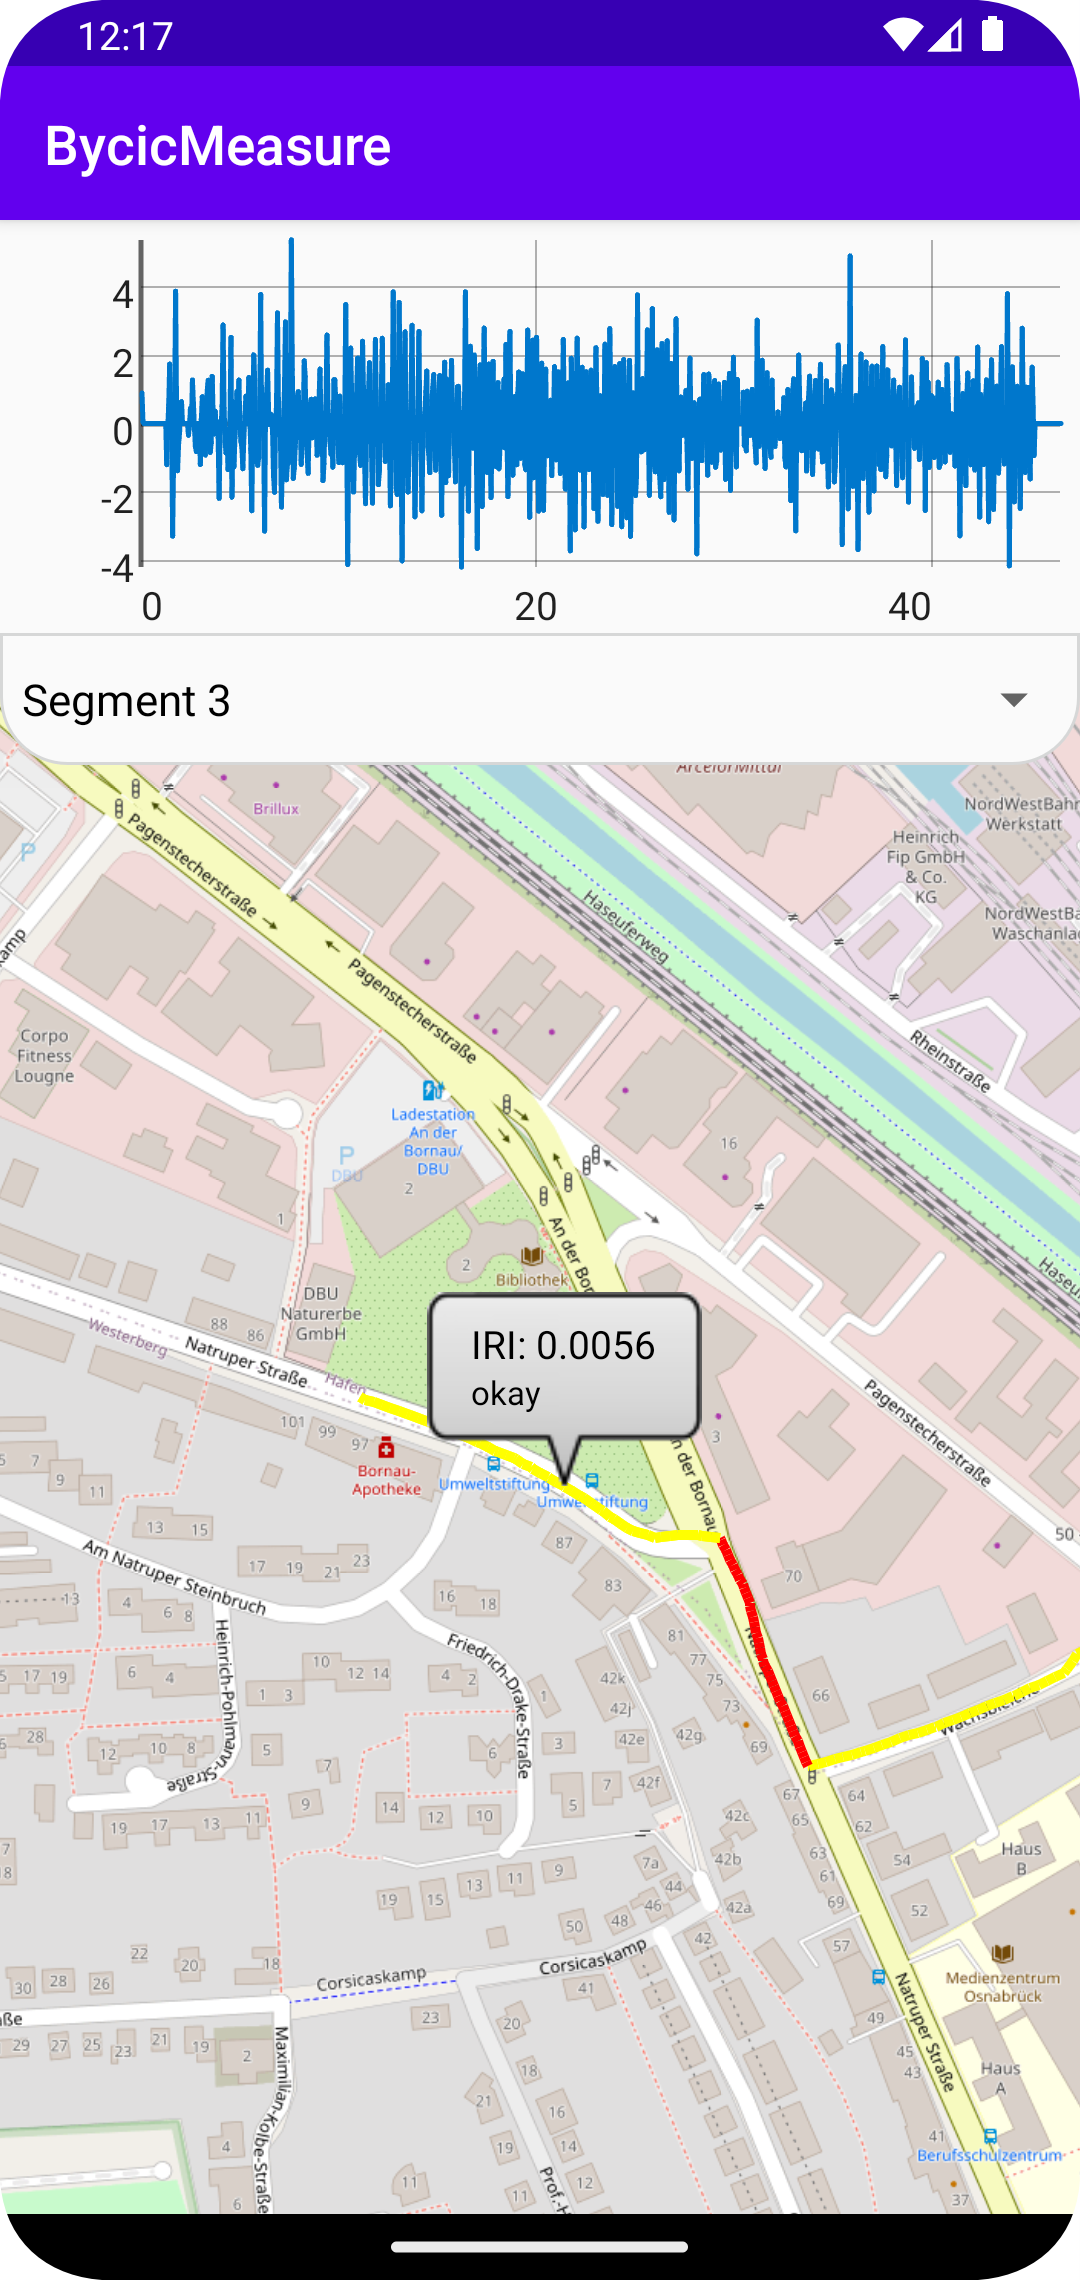 12:17
BycicMeasure
4
2
0
-2
-4
0
20
40
Segment 3
ArcelorMittal
Brillux
NordWestBahn
Werkstatt
Heinrich
Fip GmbH
& Co.
KG
P
Pagenstecherstraße
Haseuferweg
NordWestBa
Waschanlag
kamp
Pagenstecherstraße
Corpo
Fitness
Lougne
Rheinstraße
Ladestation
An der
Bornau/
DBU
P
DBU
16
2
1
An der Bor
2
Bibliothek
Haseu
DBU
Naturerbe
GmbH
88
86
Westerberg
Natruper Straße
Hafen
IRI: 0.0056
okay
Pagenstecherstraße
3
101
99
97
Bornau-
Apotheke
Umweltstiftung
Umweltstiftung
n der Bornau
5
7
9
11
50
13
15
87
Am Natruper Steinbruch
17
19
21
23
83
70
13
4
6
8
16
18
81
Heinrich-Pohlmann-Straße
Friedrich-Drake-Straße
77
75
73
69
66
Wachsbleiche
17
19
6
4
10
12
14
4
2
1
42k
42j
42e
42g
1
3
28
12
10
8
5
7
6
3
9
14
12
10
5
7
42f
67
65
64
62
19
17
13
11
42c
63
61
54
Haus
B
7
18
42b
7a
44
19
15
13
11
9
69
52
46
42a
48
50
42
57
22
20
18
Corsicaskamp
Corsicaskamp
30
28
26
41
Medienzentrum
Osnabrück
23
20
49
Natruper Straße
aße
29
27
25
23
21
19
2
45
43
18
Haus
A
Maximilian-Kolbe-Straße
21
16
41
Berufsschulzentrum
4
19
14
11
12
11
6
Prof.-H
37